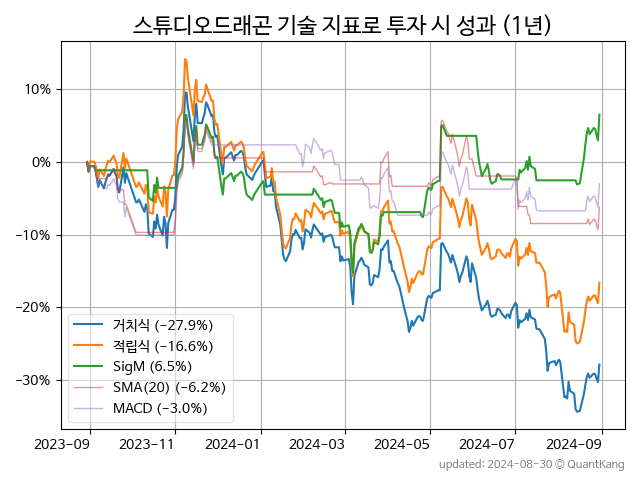 스튜디오드래곤 기술 지표로 투자 시 성과 (1년)
10%
0%
−10%
−20%
−30%
거치식 (−27.9%)
적립식 (−16.6%)
SigM (6.5%)
SMA(20) (−6.2%)
MACD (−3.0%)
2023-09 2023-11 2024-01 2024-03 2024-05 2024-07 2024-09
updated: 2024-08-30 © QuantKang